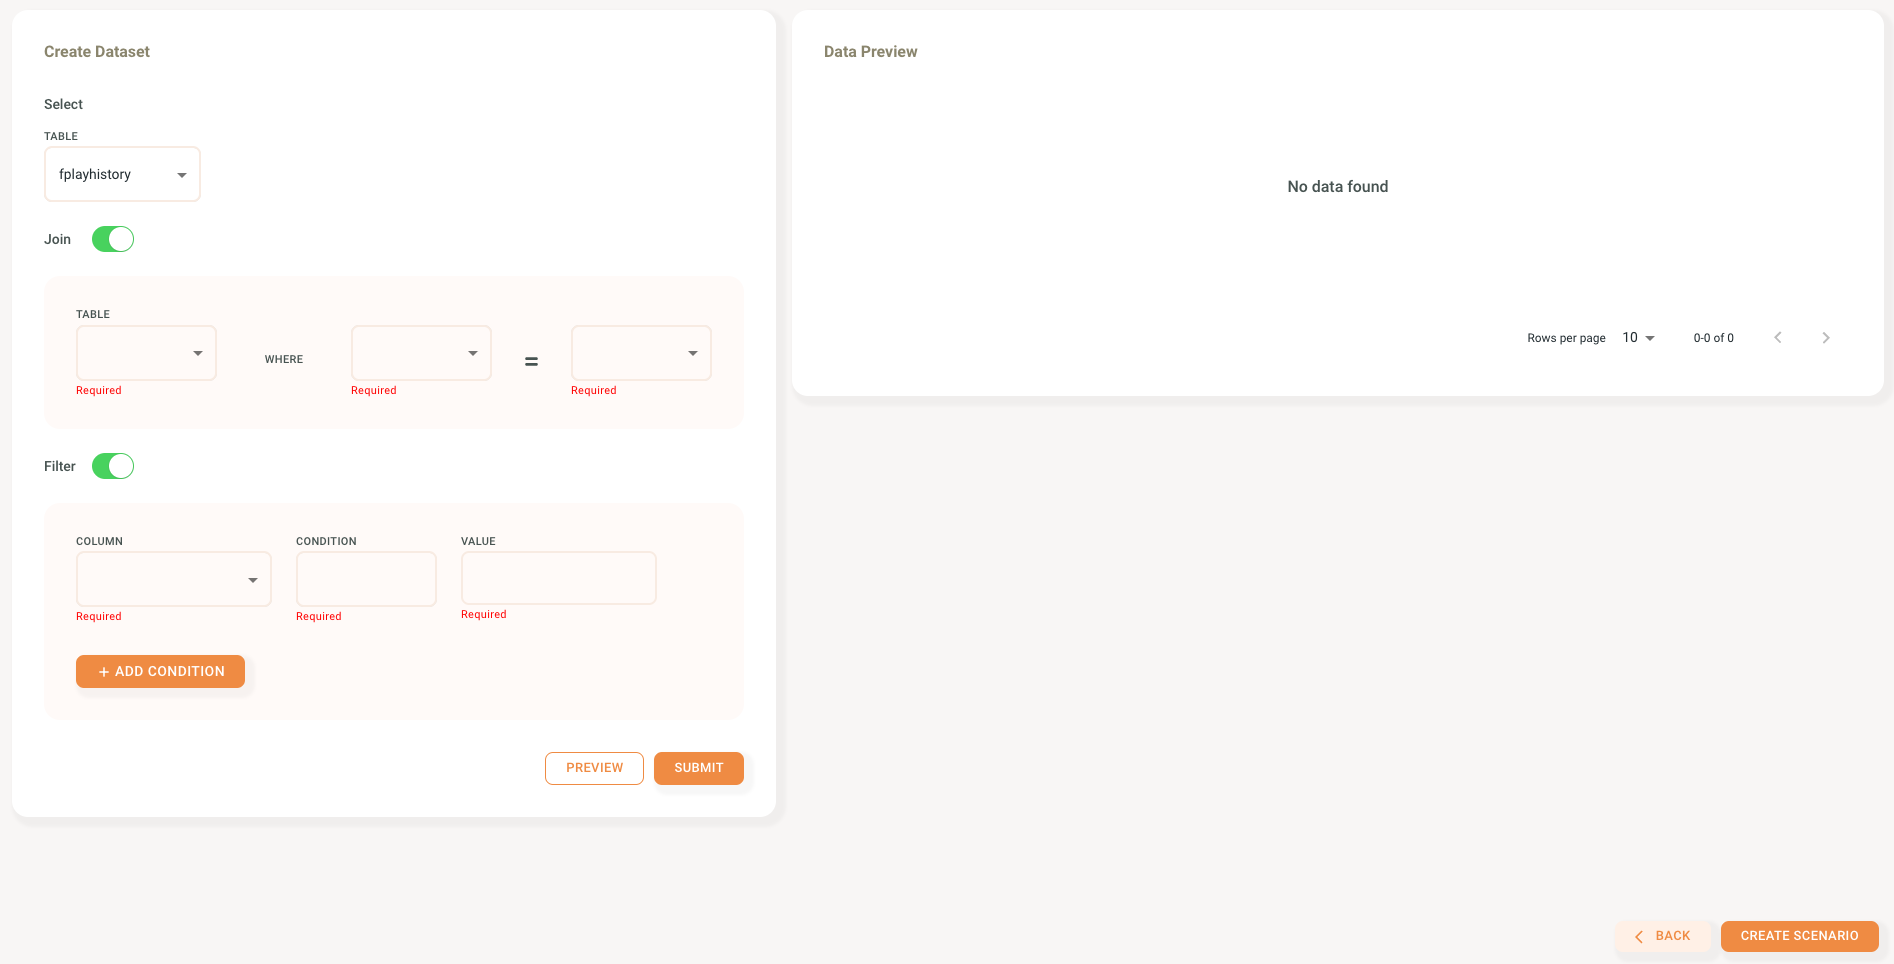 Create Dataset
Select
TABLE
fplayhistory
Join
TABLE
WHERE
=
Required
Required
Required
Filter
COLUMN
CONDITION
VALUE
Required
Required
Required
+ ADD CONDITION
PREVIEW
SUBMIT
Data Preview
No data found
Rows per page 10 0-0 of 0
BACK
CREATE SCENARIO